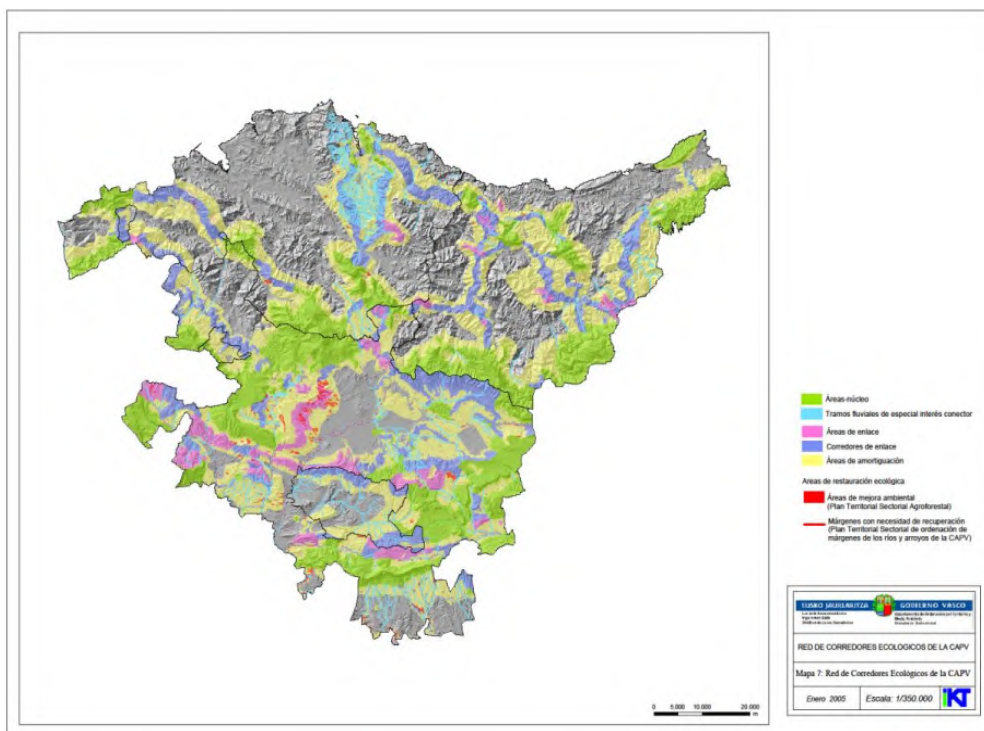 Áreas-núcleo
Tramos fluviales de especial interés conector
Áreas de enlace
Corredores de enlace
Áreas de amortiguación
Areas de restauración ecológica
Áreas de mejora ambiental
(Plan Territorial Sectorial Agroforestal)
Márgenes con necesidad de recuperación
(Plan Territorial Sectorial de ordenación de
márgenes de los ríos y arroyos de la CAPV)
EUSKO JAURLARITZA GOBIERNO VASCO
RED DE CORREDORES ECOLOGICOS DE LA CAPV
Mapa 7: Red de Corredores Ecológicos de la CAPV
Enero 2005 Escala: 1/350.000 iKT
0 5.000 10.000 20.000
m